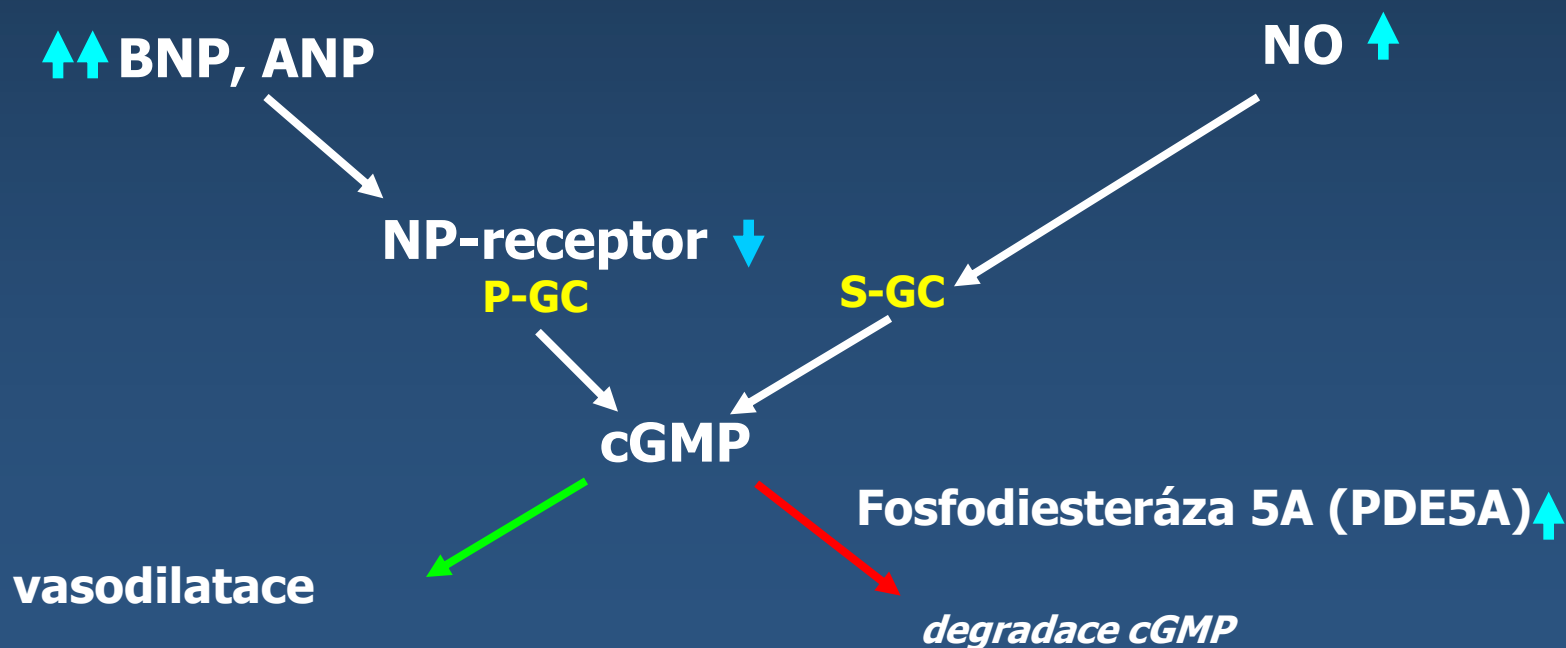 BNP, ANP
NO
NP-receptor
P-GC
S-GC
cGMP
Fosfodiesteráza 5A (PDE5A)
vasodilatace
degradace cGMP